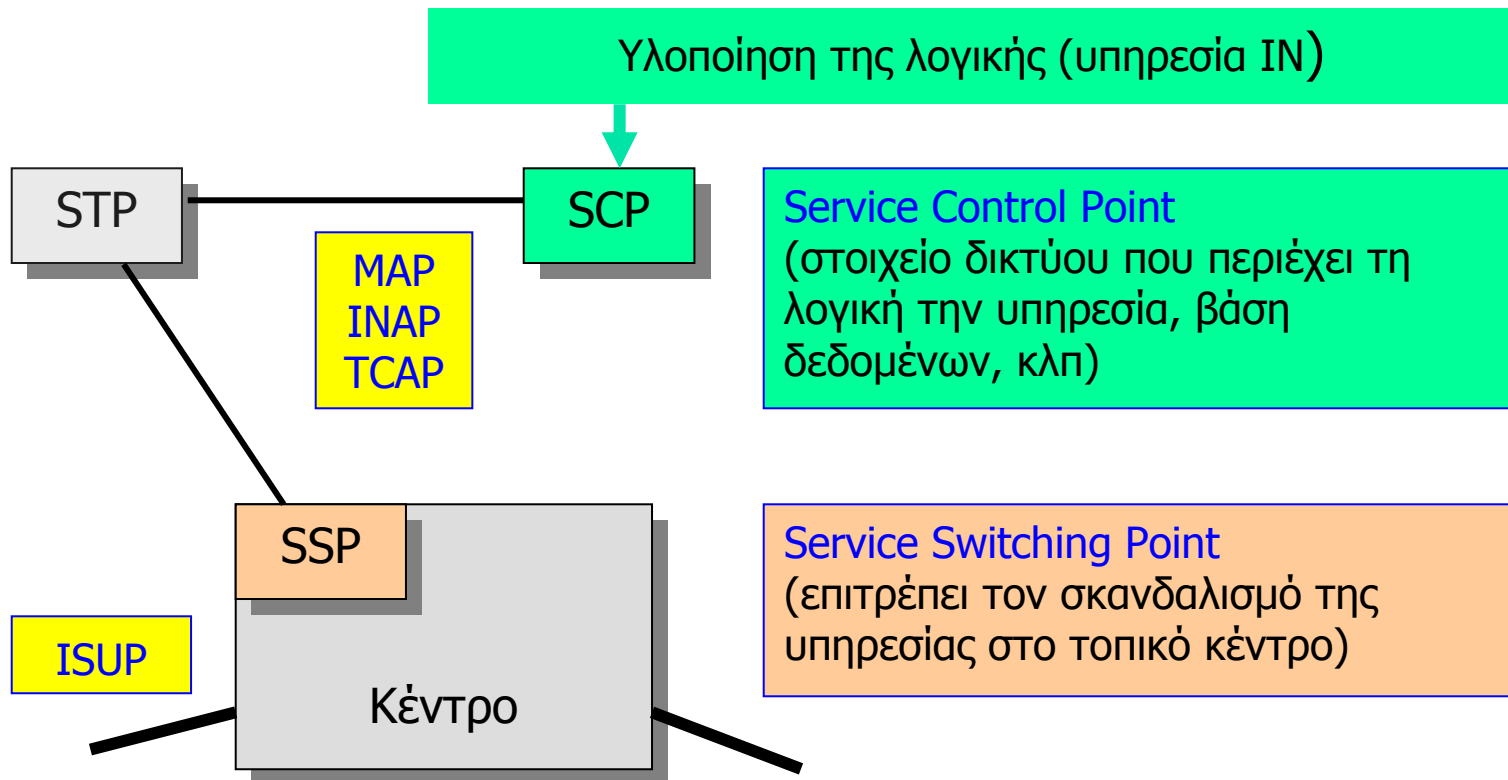 Υλοποίηση της λογικής (υπηρεσία IN)
STP
SCP
MAP
INAP
TCAP
Service Control Point
(στοιχείο δικτύου που περιέχει τη
λογική την υπηρεσία, βάση
δεδομένων, κλπ)
SSP
Service Switching Point
(επιτρέπει τον σκανδαλισμό της
υπηρεσίας στο τοπικό κέντρο)
ISUP
Κέντρο